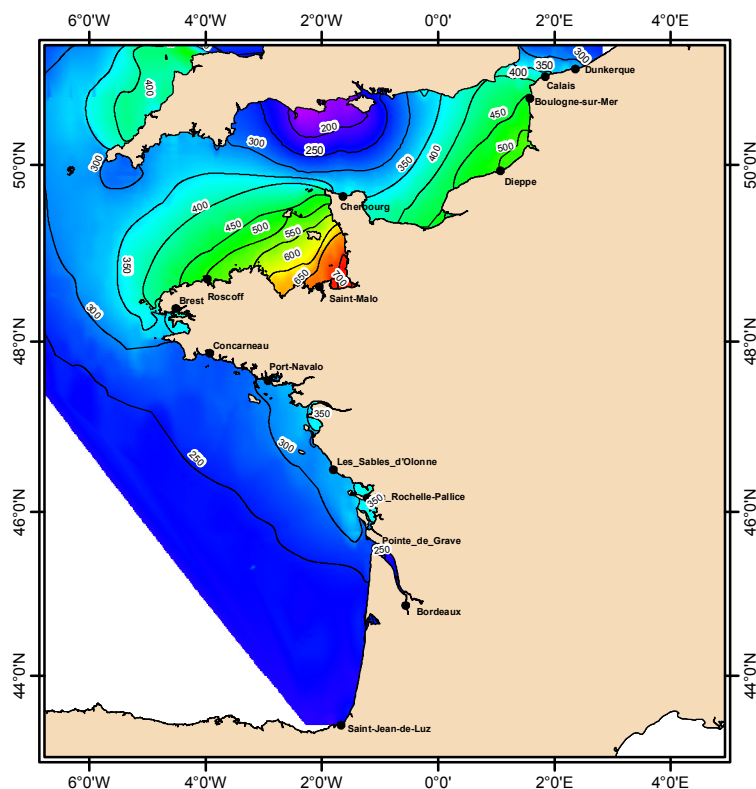 6°0'W 4°0'W 2°0'W 0°0' 2°0'E 4°0'E
300
350
400
Dunkerque
Calais
400
Boulogne-sur-Mer
450
200
300
250
500
50°0'N
50°0'N
300
350
400
Dieppe
400
Cherbourg
450
500
550
600
350
650
700
Roscoff
Saint-Malo
Brest
300
48°0'N
48°0'N
Concarneau
Port-Navalo
350
300
250
Les_Sables_d'Olonne
350
_Rochelle-Pallice
46°0'N
46°0'N
Pointe_de_Grave
250
Bordeaux
44°0'N
44°0'N
Saint-Jean-de-Luz
6°0'W 4°0'W 2°0'W 0°0' 2°0'E 4°0'E